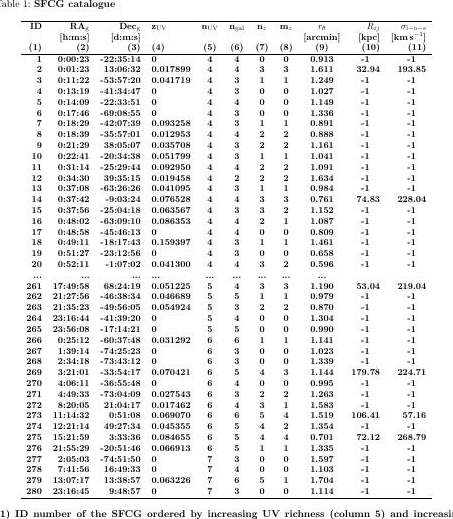 Table 1: SFCG catalogue
ID RA_g Dec_g z_UV n_UV n_gal n_z m_z r_θ R_ij σ_l-o-s
[h:m:s] [d:m:s] [arcmin] [kpc] [km s⁻¹]
(1) (2) (3) (4) (5) (6) (7) (8) (9) (10) (11)
1 0:00:23 -22:35:14 0 4 4 0 0 0.913 -1 -1
2 0:01:23 13:06:32 0.017899 4 4 3 3 1.611 32.94 193.85
3 0:11:22 -53:57:20 0.041719 4 3 1 1 1.249 -1 -1
4 0:13:19 -41:34:47 0 4 3 0 0 1.027 -1 -1
5 0:14:09 -22:33:51 0 4 4 0 0 1.149 -1 -1
6 0:17:46 -69:08:55 0 4 3 0 0 1.336 -1 -1
7 0:18:29 -42:07:39 0.093258 4 3 1 1 0.891 -1 -1
8 0:18:39 -35:57:01 0.012953 4 4 2 2 0.888 -1 -1
9 0:21:29 38:05:07 0.035708 4 3 2 2 1.161 -1 -1
10 0:22:41 -20:34:38 0.051799 4 3 1 1 1.041 -1 -1
11 0:31:14 -25:29:44 0.092950 4 4 2 2 1.091 -1 -1
12 0:34:30 39:35:15 0.019458 4 2 2 2 1.634 -1 -1
13 0:37:08 -63:26:26 0.041095 4 3 1 1 0.984 -1 -1
14 0:37:42 -9:03:24 0.076528 4 4 3 3 0.761 74.83 228.04
15 0:37:56 -25:04:18 0.063567 4 3 3 2 1.152 -1 -1
16 0:48:02 -63:09:10 0.086353 4 4 2 1 1.087 -1 -1
17 0:48:58 -45:46:13 0 4 4 0 0 0.809 -1 -1
18 0:49:11 -18:17:43 0.159397 4 3 1 1 1.461 -1 -1
19 0:51:27 -23:12:56 0 4 3 0 0 0.658 -1 -1
20 0:52:11 -1:07:02 0.041300 4 4 3 2 0.596 -1 -1
... ... ... ... ... ... ... ... ...
261 17:49:58 68:24:19 0.051225 5 4 3 3 1.190 53.04 219.04
262 21:27:56 -46:38:34 0.046689 5 5 1 1 0.979 -1 -1
263 21:35:23 -49:56:05 0.054924 5 3 2 2 0.870 -1 -1
264 23:16:44 -41:39:20 0 5 4 0 0 1.304 -1 -1
265 23:56:08 -17:14:21 0 5 5 0 0 0.990 -1 -1
266 0:25:12 -60:37:48 0.031292 6 6 1 1 1.141 -1 -1
267 1:39:14 -74:25:23 0 6 3 0 0 1.023 -1 -1
268 2:34:18 -73:43:12 0 6 3 0 0 1.339 -1 -1
269 3:21:01 -33:54:17 0.070421 6 5 4 3 1.144 179.78 224.71
270 4:06:11 -36:55:48 0 6 4 0 0 0.995 -1 -1
271 4:49:33 -73:04:09 0.027543 6 3 2 2 1.263 -1 -1
272 8:20:05 21:04:17 0.017462 6 4 3 1 1.583 -1 -1
273 11:14:32 0:51:08 0.069070 6 6 5 4 1.519 106.41 57.16
274 12:21:14 49:27:34 0.045355 6 5 4 2 1.354 -1 -1
275 15:21:59 3:33:36 0.084655 6 5 4 4 0.701 72.12 268.79
276 21:55:29 -20:51:46 0.066913 6 5 1 1 1.335 -1 -1
277 2:05:03 -74:51:50 0 7 3 0 0 1.597 -1 -1
278 7:41:56 16:49:33 0 7 4 0 0 1.103 -1 -1
279 13:07:17 13:38:57 0.063226 7 6 5 1 1.704 -1 -1
280 23:16:45 9:48:57 0 7 3 0 0 1.114 -1 -1
1) ID number of the SFCG ordered by increasing UV richness (column 5) and increasi